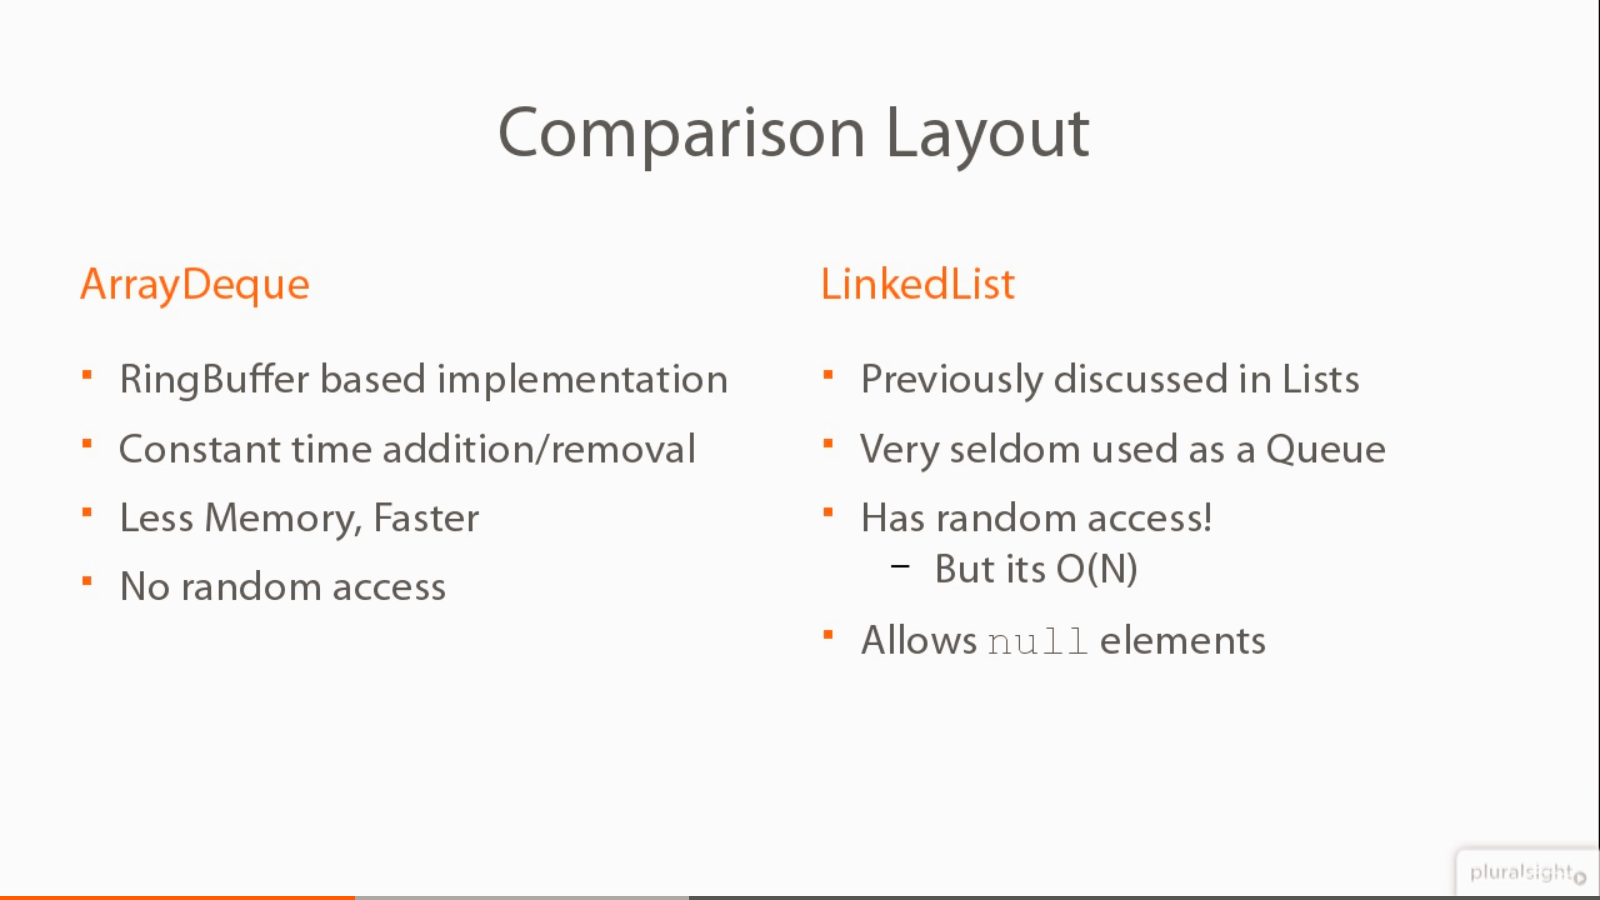 Comparison Layout
ArrayDeque
RingBuffer based implementation
Constant time addition/removal
Less Memory, Faster
No random access
LinkedList
Previously discussed in Lists
Very seldom used as a Queue
Has random access!
– But its O(N)
Allows null elements
pluralsight